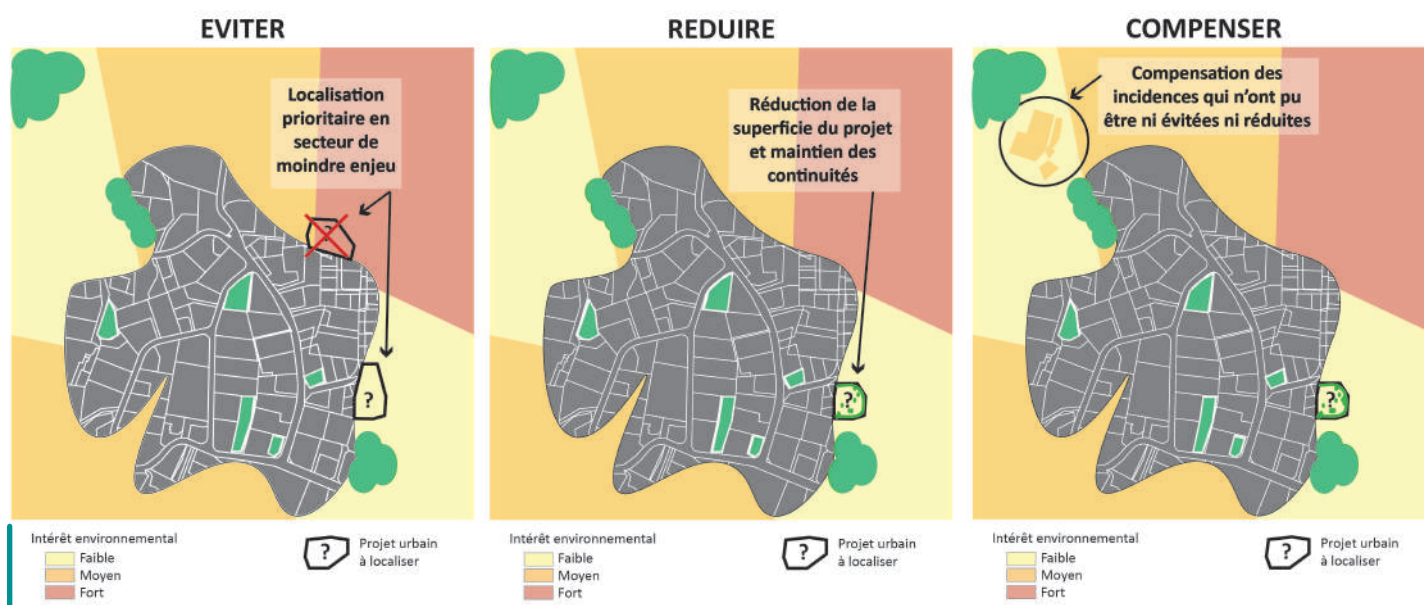 EVITER
Localisation
prioritaire en
secteur de
moindre enjeu
?
?
Intérêt environnemental
Faible
Moyen
Fort
?
Projet urbain
à localiser
REDUIRE
Réduction de la
superficie du projet
et maintien des
continuités
?
Intérêt environnemental
Faible
Moyen
Fort
?
Projet urbain
à localiser
COMPENSER
Compensation des
incidences qui n'ont pu
être ni évitées ni réduites
?
Intérêt environnemental
Faible
Moyen
Fort
?
Projet urbain
à localiser